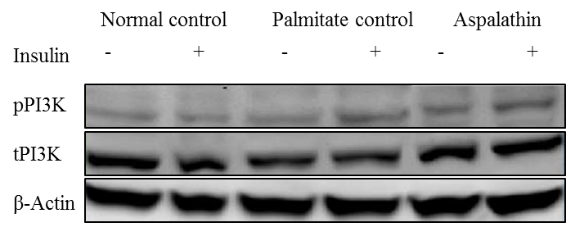 Normal control Palmitate control Aspalathin
Insulin - + - + - +
pPI3K
tPI3K
β-Actin